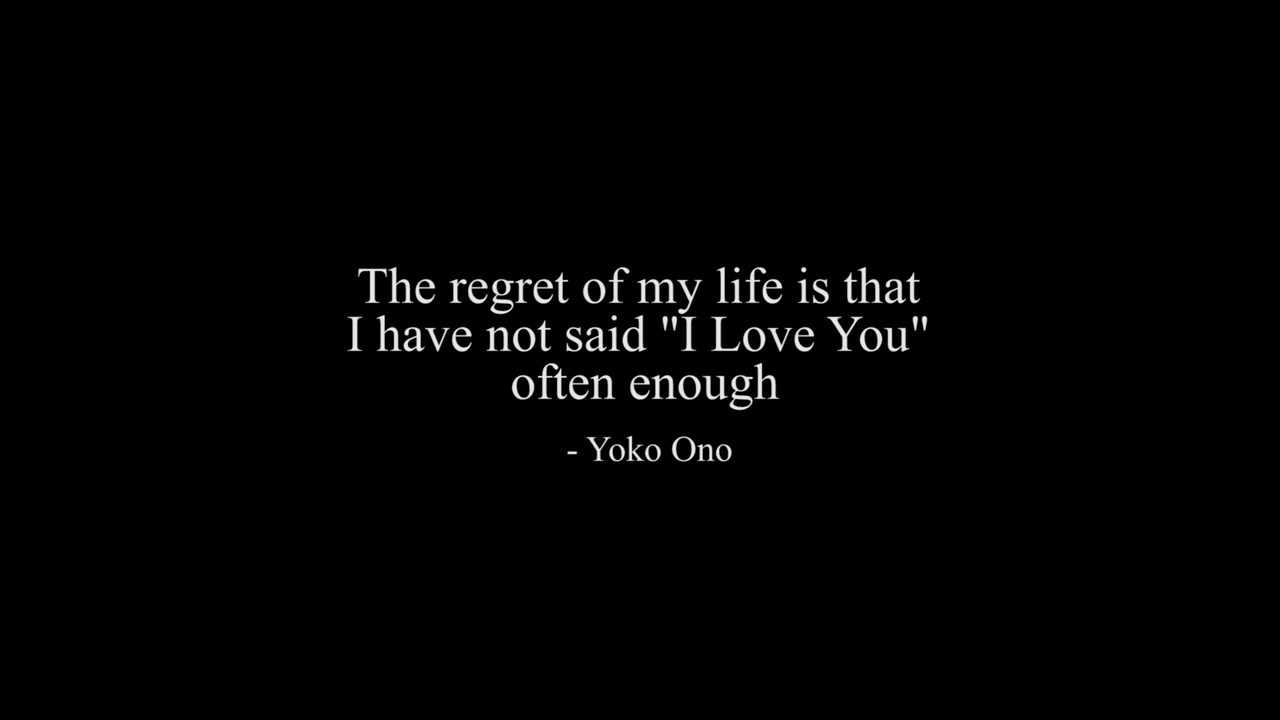 The regret of my life is that
I have not said "I Love You"
often enough
- Yoko Ono